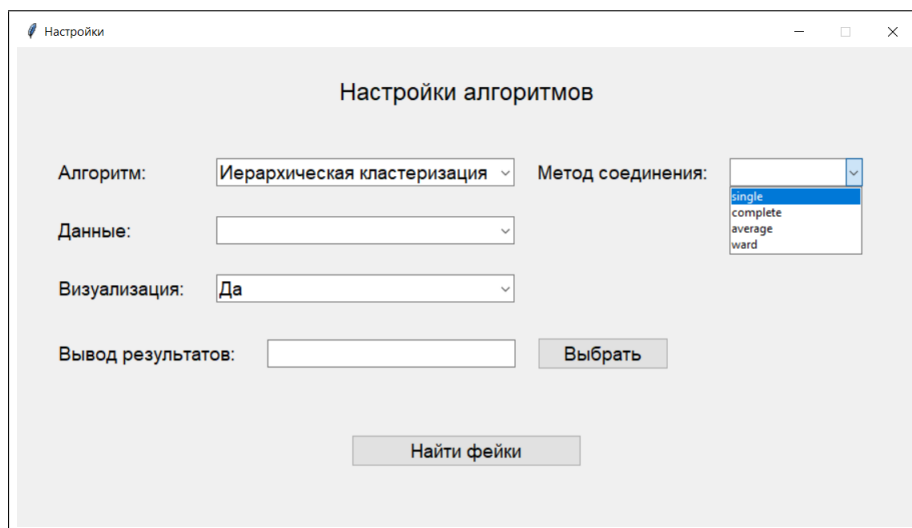 Настройки
Настройки алгоритмов
Алгоритм: Иерархическая кластеризация Метод соединения:
single
complete
average
ward
Данные:
Визуализация: Да
Вывод результатов: Выбрать
Найти фейки